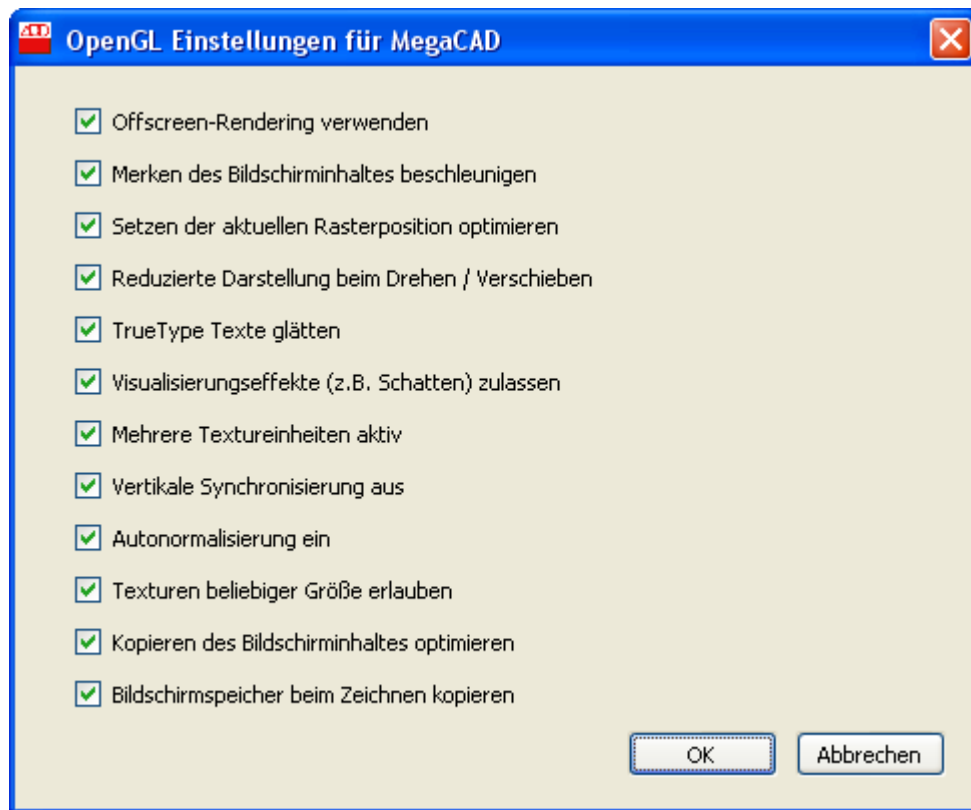 OpenGL Einstellungen für MegaCAD
Offscreen-Rendering verwenden
Merken des Bildschirminhaltes beschleunigen
Setzen der aktuellen Rasterposition optimieren
Reduzierte Darstellung beim Drehen / Verschieben
TrueType Texte glätten
Visualisierungseffekte (z.B. Schatten) zulassen
Mehrere Textureinheiten aktiv
Vertikale Synchronisierung aus
Autonormalisierung ein
Texturen beliebiger Größe erlauben
Kopieren des Bildschirminhaltes optimieren
Bildschirmspeicher beim Zeichnen kopieren
OK Abbrechen